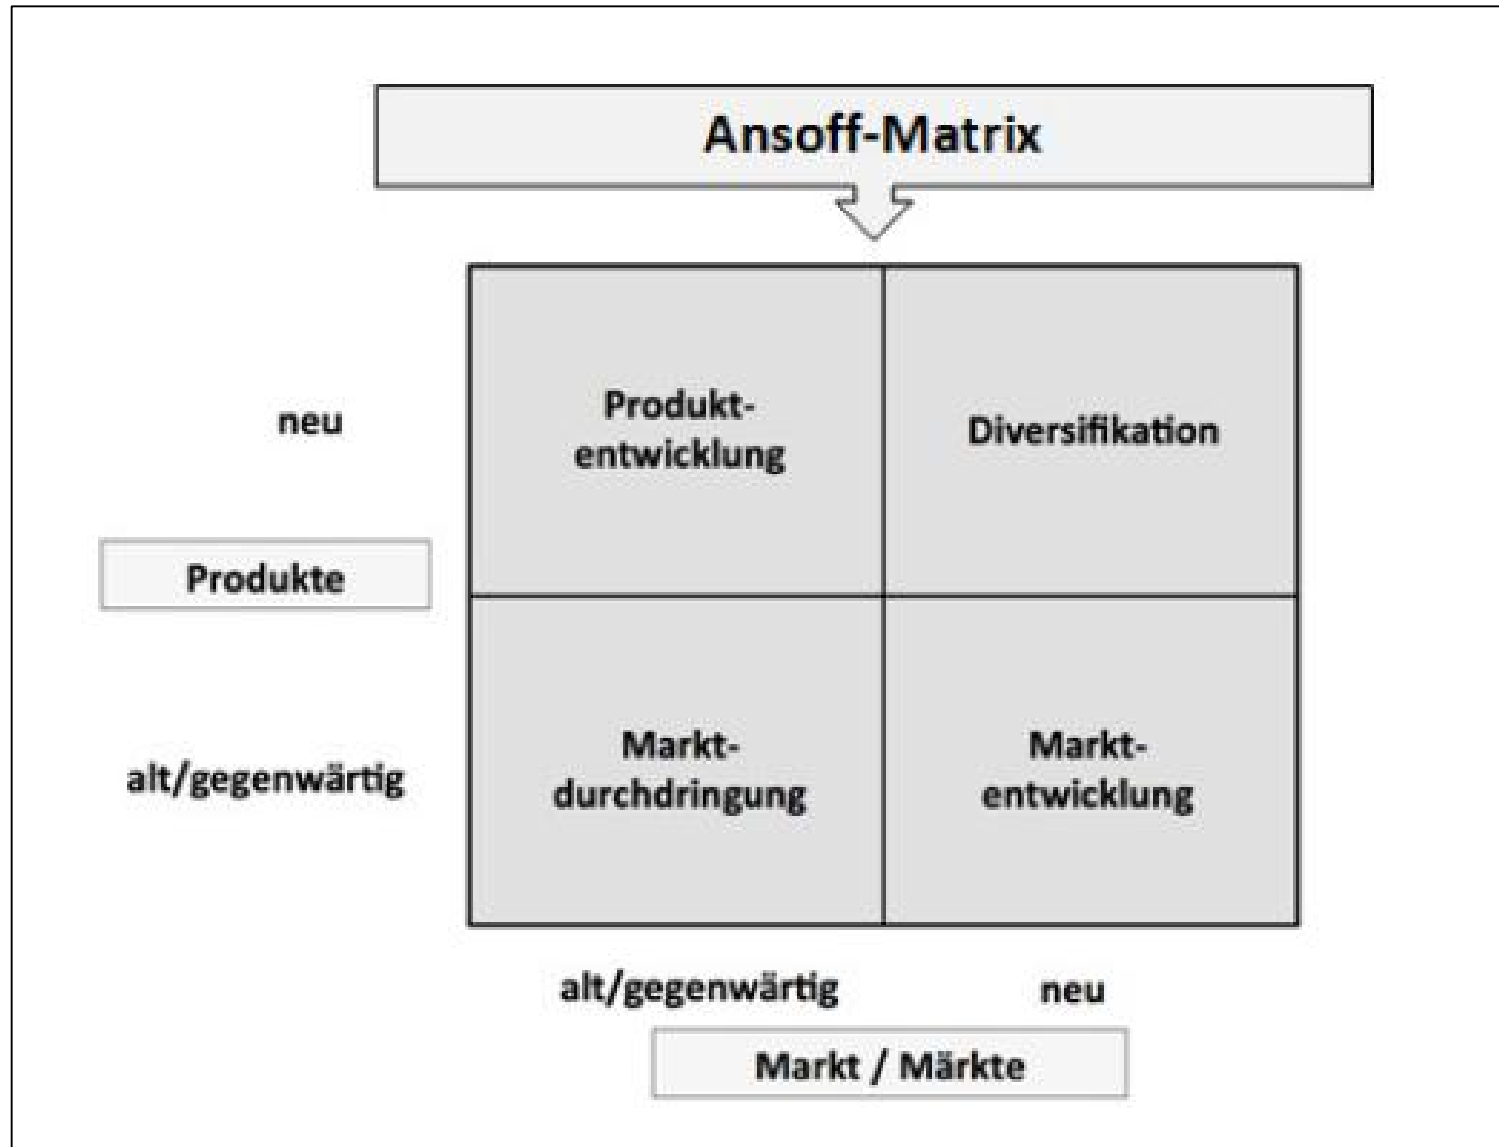 Ansoff-Matrix
neu
Produkt-
entwicklung
Diversifikation
Produkte
alt/gegenwärtig
Markt-
durchdringung
Markt-
entwicklung
alt/gegenwärtig
neu
Markt / Märkte